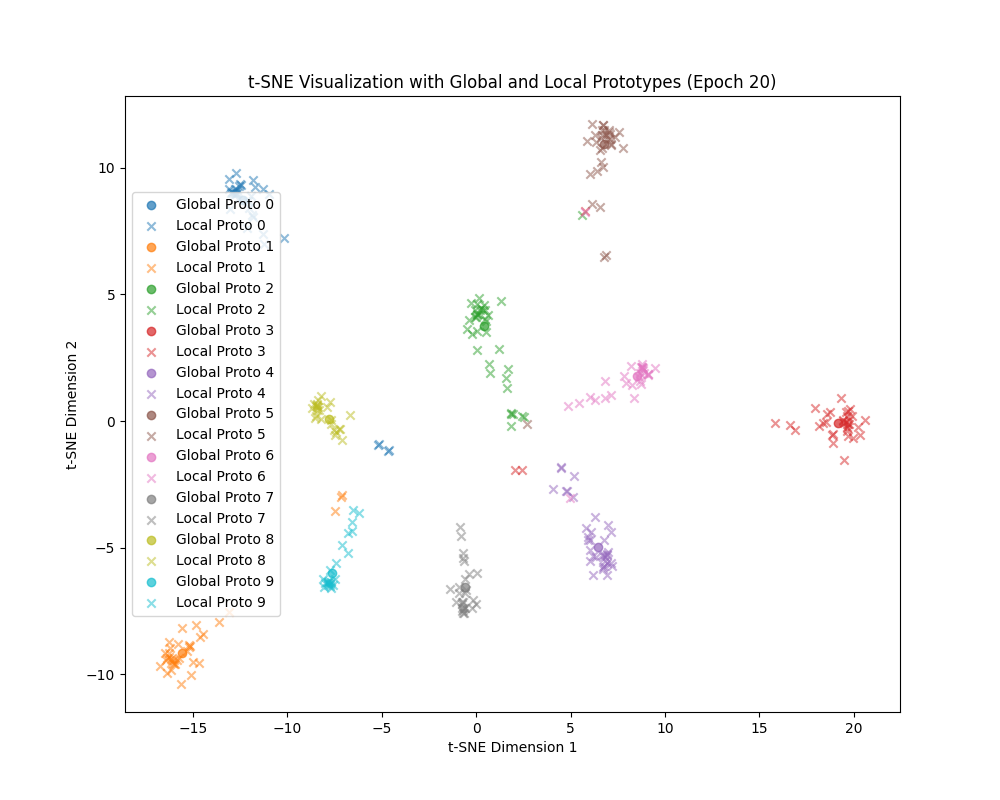 t-SNE Visualization with Global and Local Prototypes (Epoch 20)
t-SNE Dimension 2
10
5
0
−5
−10
Global Proto 0
Local Proto 0
Global Proto 1
Local Proto 1
Global Proto 2
Local Proto 2
Global Proto 3
Local Proto 3
Global Proto 4
Local Proto 4
Global Proto 5
Local Proto 5
Global Proto 6
Local Proto 6
Global Proto 7
Local Proto 7
Global Proto 8
Local Proto 8
Global Proto 9
Local Proto 9
−15 −10 −5 0 5 10 15 20
t-SNE Dimension 1